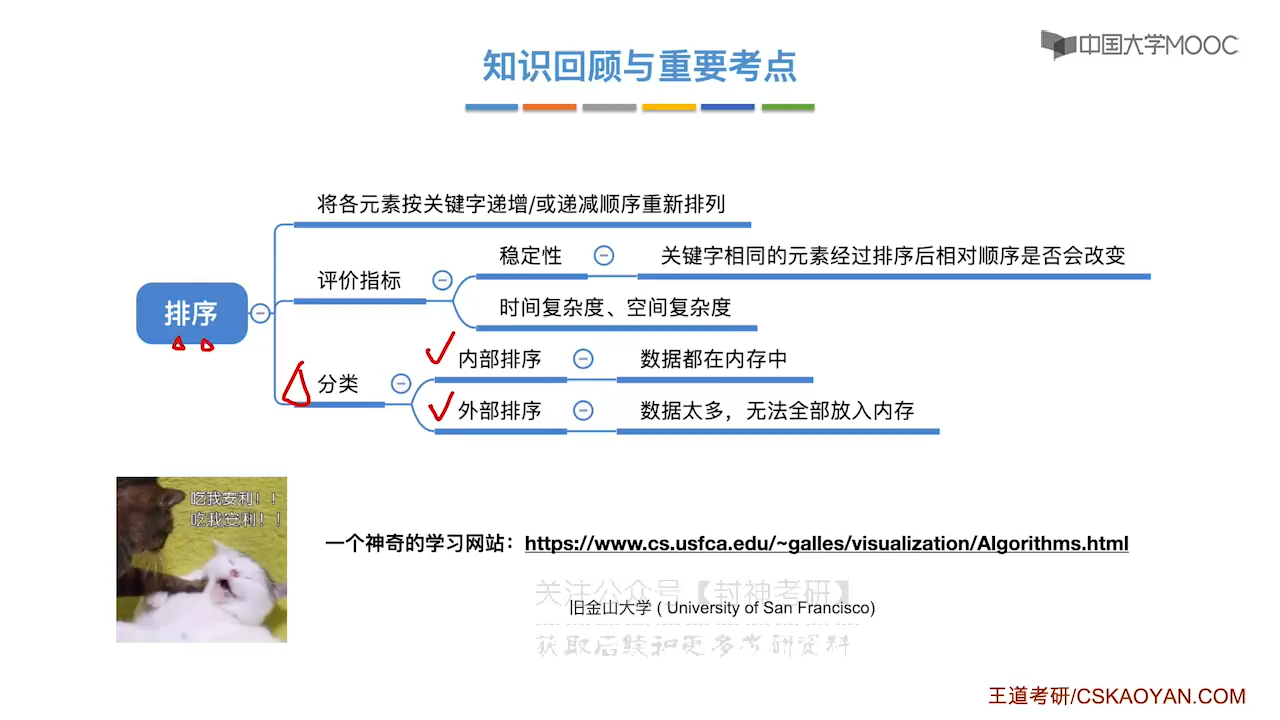 中国大学MOOC
知识回顾与重要考点
将各元素按关键字递增/或递减顺序重新排列
稳定性
关键字相同的元素经过排序后相对顺序是否会改变
评价指标
时间复杂度、空间复杂度
排序
内部排序
数据都在内存中
分类
外部排序
数据太多，无法全部放入内存
吃我安利！！
吃我安利！！
一个神奇的学习网站：https://www.cs.usfca.edu/~galles/visualization/Algorithms.html
关注公众号【封神考研】
旧金山大学 ( University of San Francisco)
获取后续和更多考研资料
王道考研/CSKAOYAN.COM